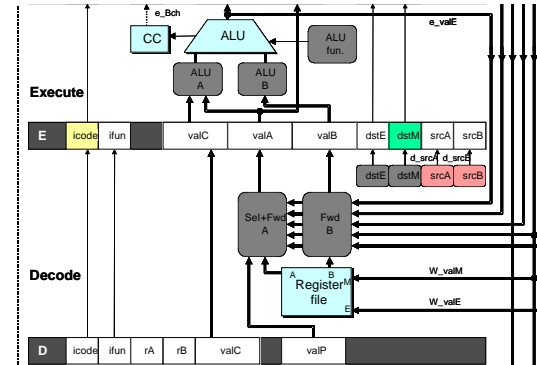 e_Bch
e_valE
CC
ALU
ALU
fun.
ALU
A
ALU
B
Execute
E
icode
ifun
valC
valA
valB
dstE
dstM
srcA
srcB
d_srcA
d_srcB
dstE
dstM
srcA
srcB
Sel+Fwd
A
Fwd
B
Decode
A
B
M
Register
file
E
W_valM
W_valE
D
icode
ifun
rA
rB
valC
valP